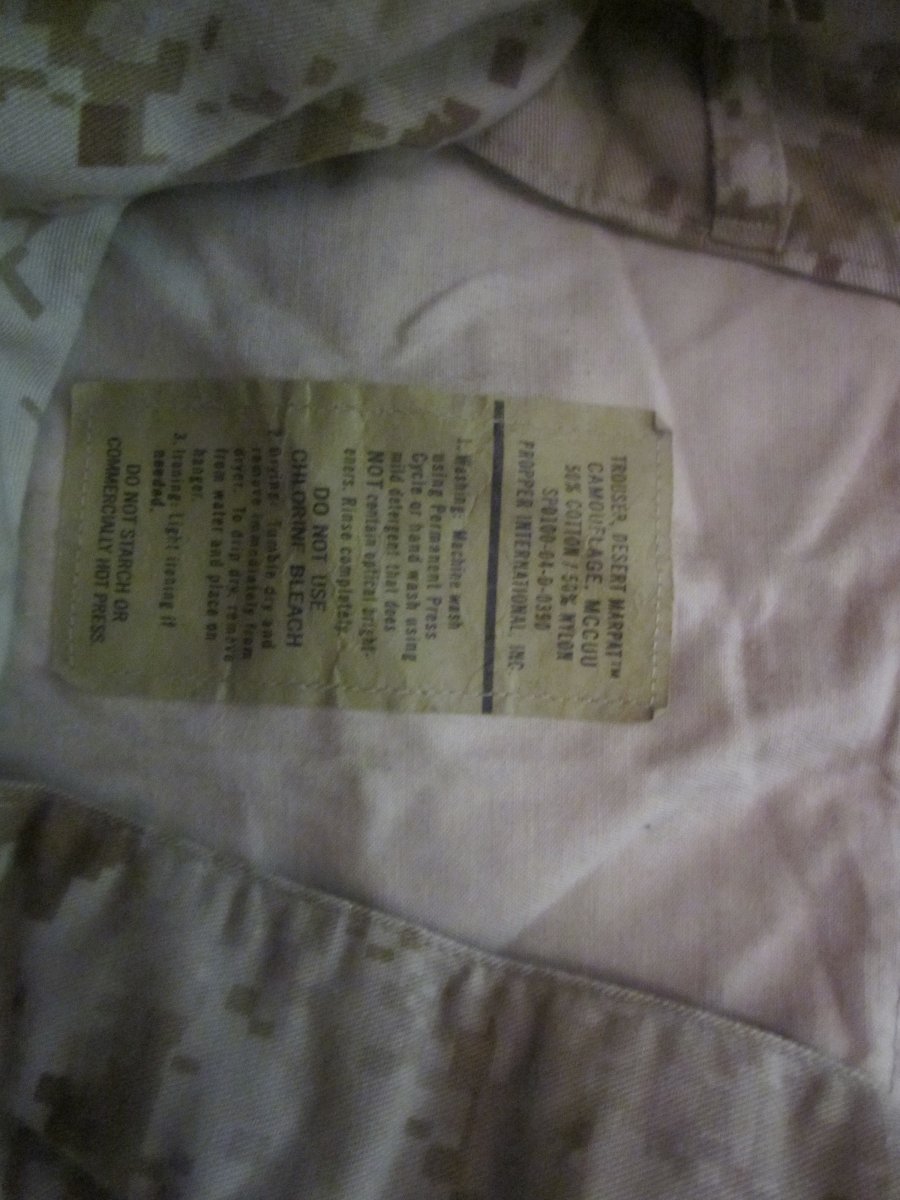 TROUSER, DESERT MARPAT™
CAMOUFLAGE, MCCUU
50% COTTON / 50% NYLON
SPO100-04-D-0390
PROPPER INTERNATIONAL, INC
1. Washing: Machine wash
using Permanent Press
Cycle or hand wash using
mild detergent that does
NOT contain optical bright-
eners. Rinse completely.
DO NOT USE
CHLORINE BLEACH
2. Drying: Tumble dry and
remove immediately from
dryer. To drip dry, remove
from water and place on
hanger.
3. Ironing: Light ironing if
needed.
DO NOT STARCH OR
COMMERCIALLY HOT PRESS